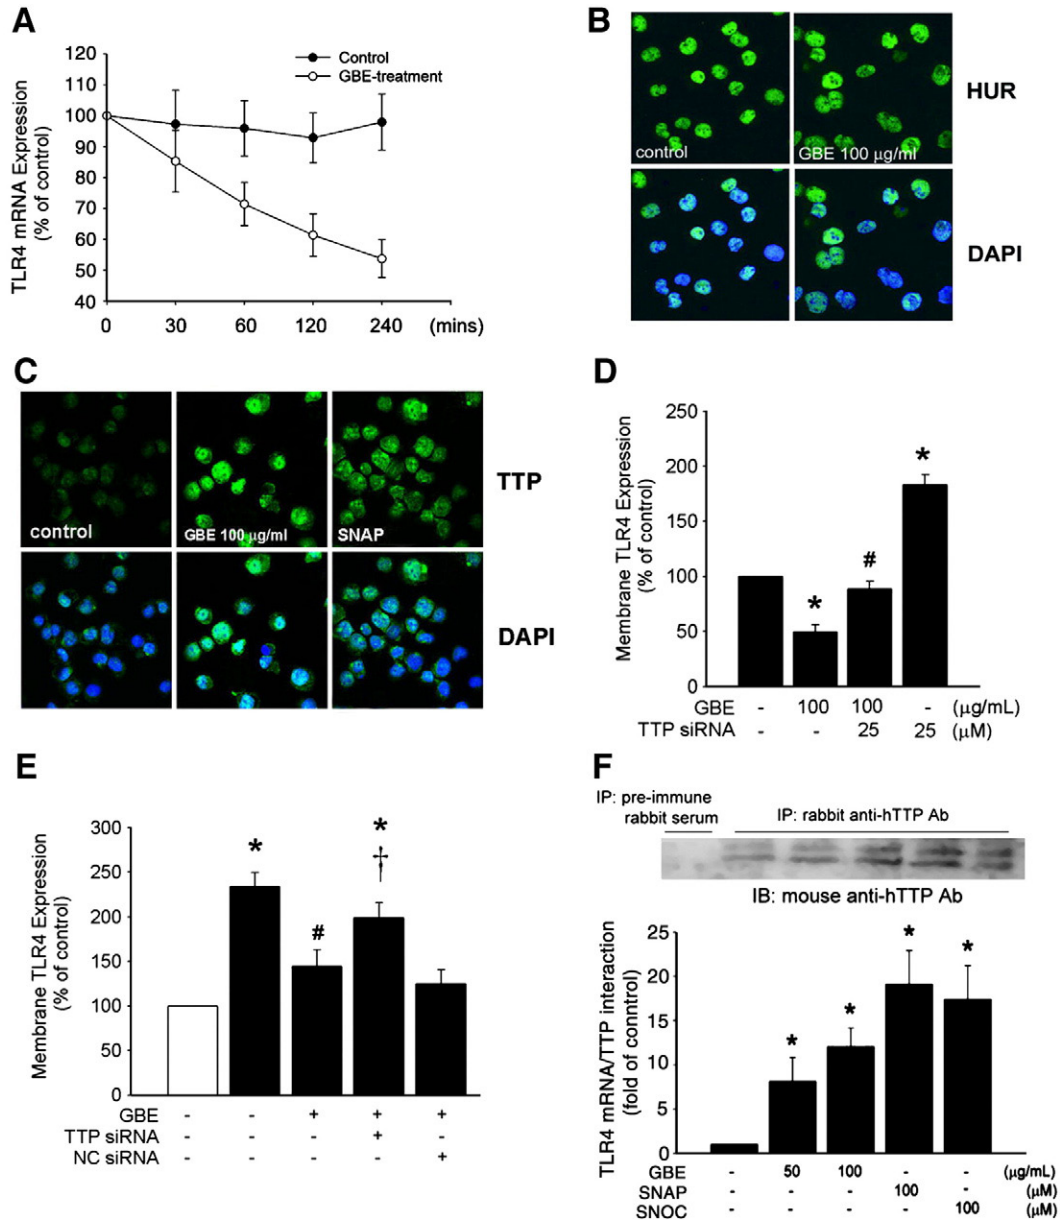 A
120
110
100
90
80
70
60
50
40
TLR4 mRNA Expression
(% of control)
Control
GBE-treatment
0 30 60 120 240 (mins)
B
control
GBE 100 µg/ml
HUR
DAPI
C
control
GBE 100 µg/ml
SNAP
TTP
DAPI
D
250
200
150
100
50
0
Membrane TLR4 Expression
(% of control)
*
#
*
GBE - 100 100 - (µg/mL)
TTP siRNA - - 25 25 (µM)
E
300
250
200
150
100
50
0
Membrane TLR4 Expression
(% of control)
*
#
*
†
GBE - - + + +
TTP siRNA - - - + -
NC siRNA - - - - +
F
IP: pre-immune
rabbit serum
IP: rabbit anti-hTTP Ab
IB: mouse anti-hTTP Ab
25
20
15
10
5
0
TLR4 mRNA/TTP interaction
(fold of conntrol)
*
*
*
*
GBE - 50 100 - - (µg/mL)
SNAP - - - 100 - (µM)
SNOC - - - - 100 (µM)